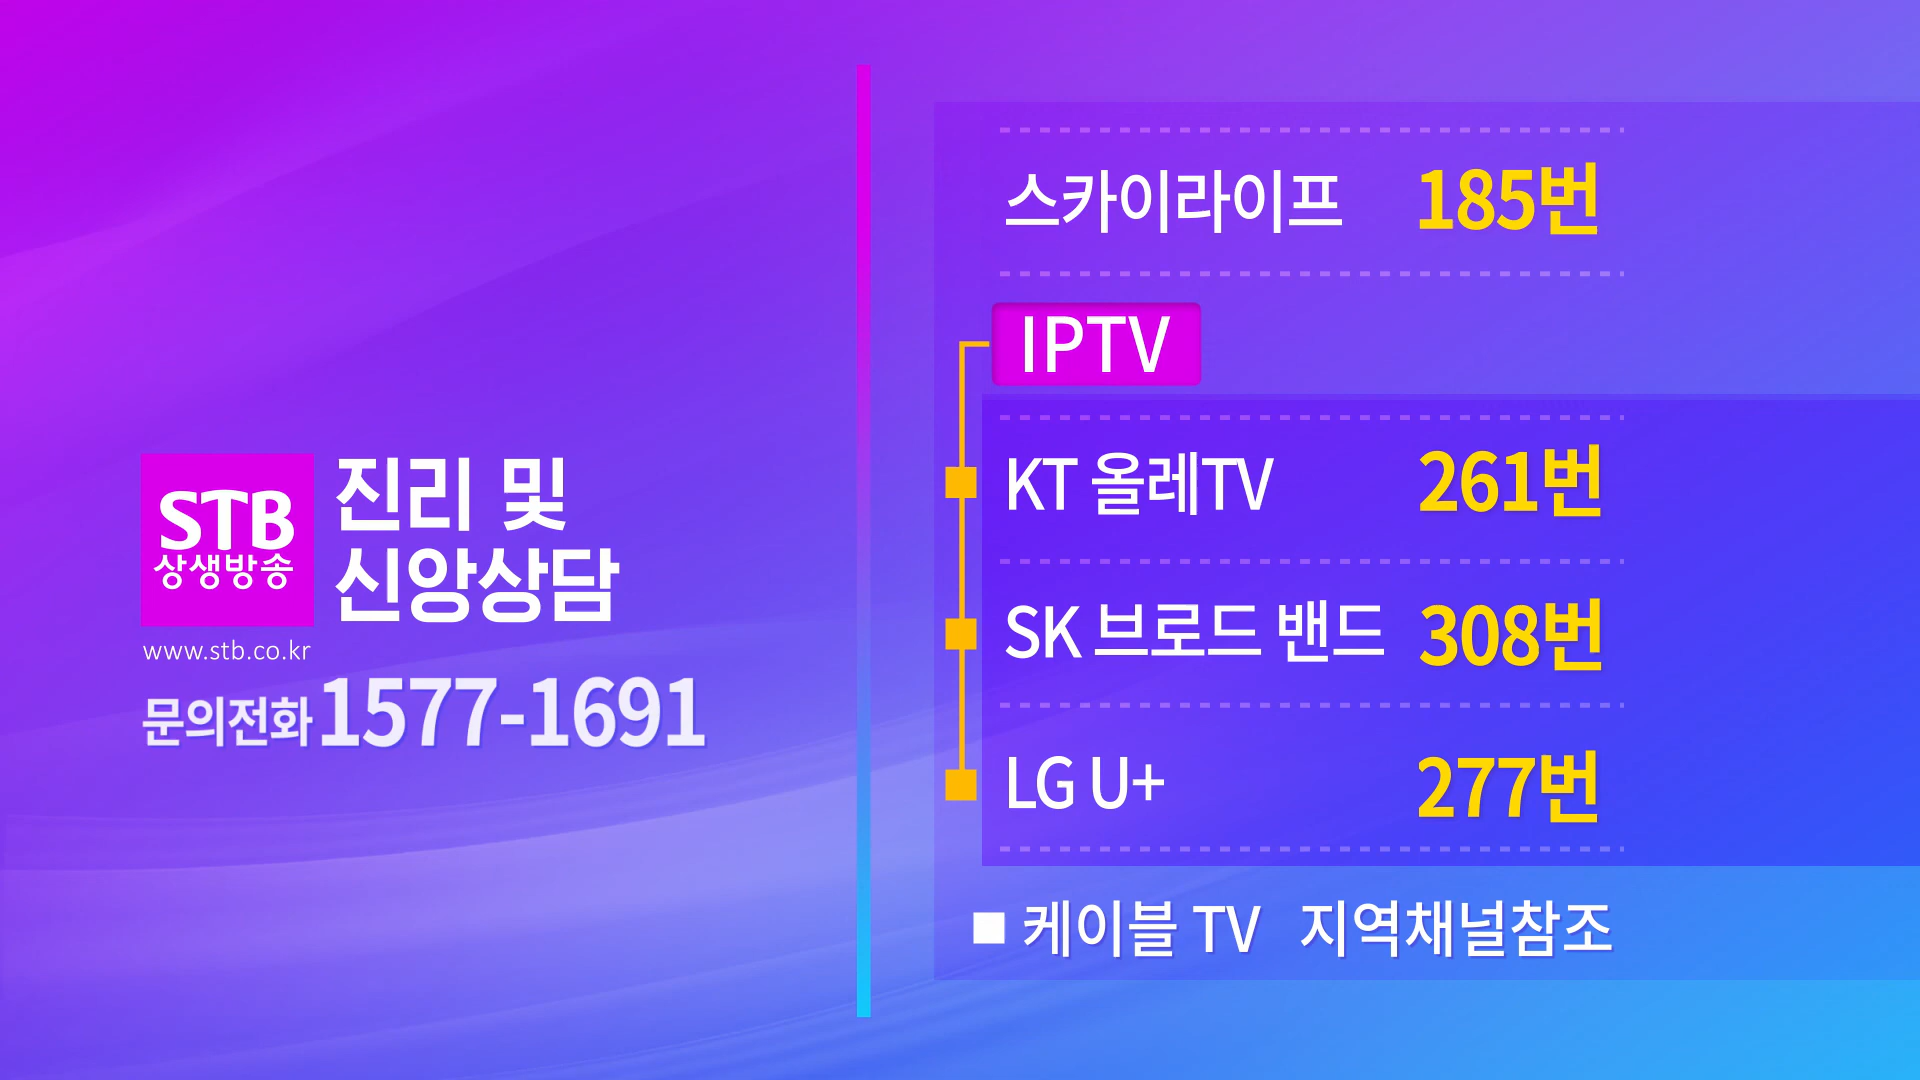 STB
상생방송
www.stb.co.kr
진리 및
신앙상담
문의전화 1577-1691
스카이라이프 185번
IPTV
KT 올레TV 261번
SK 브로드 밴드 308번
LG U+ 277번
■ 케이블 TV 지역채널참조